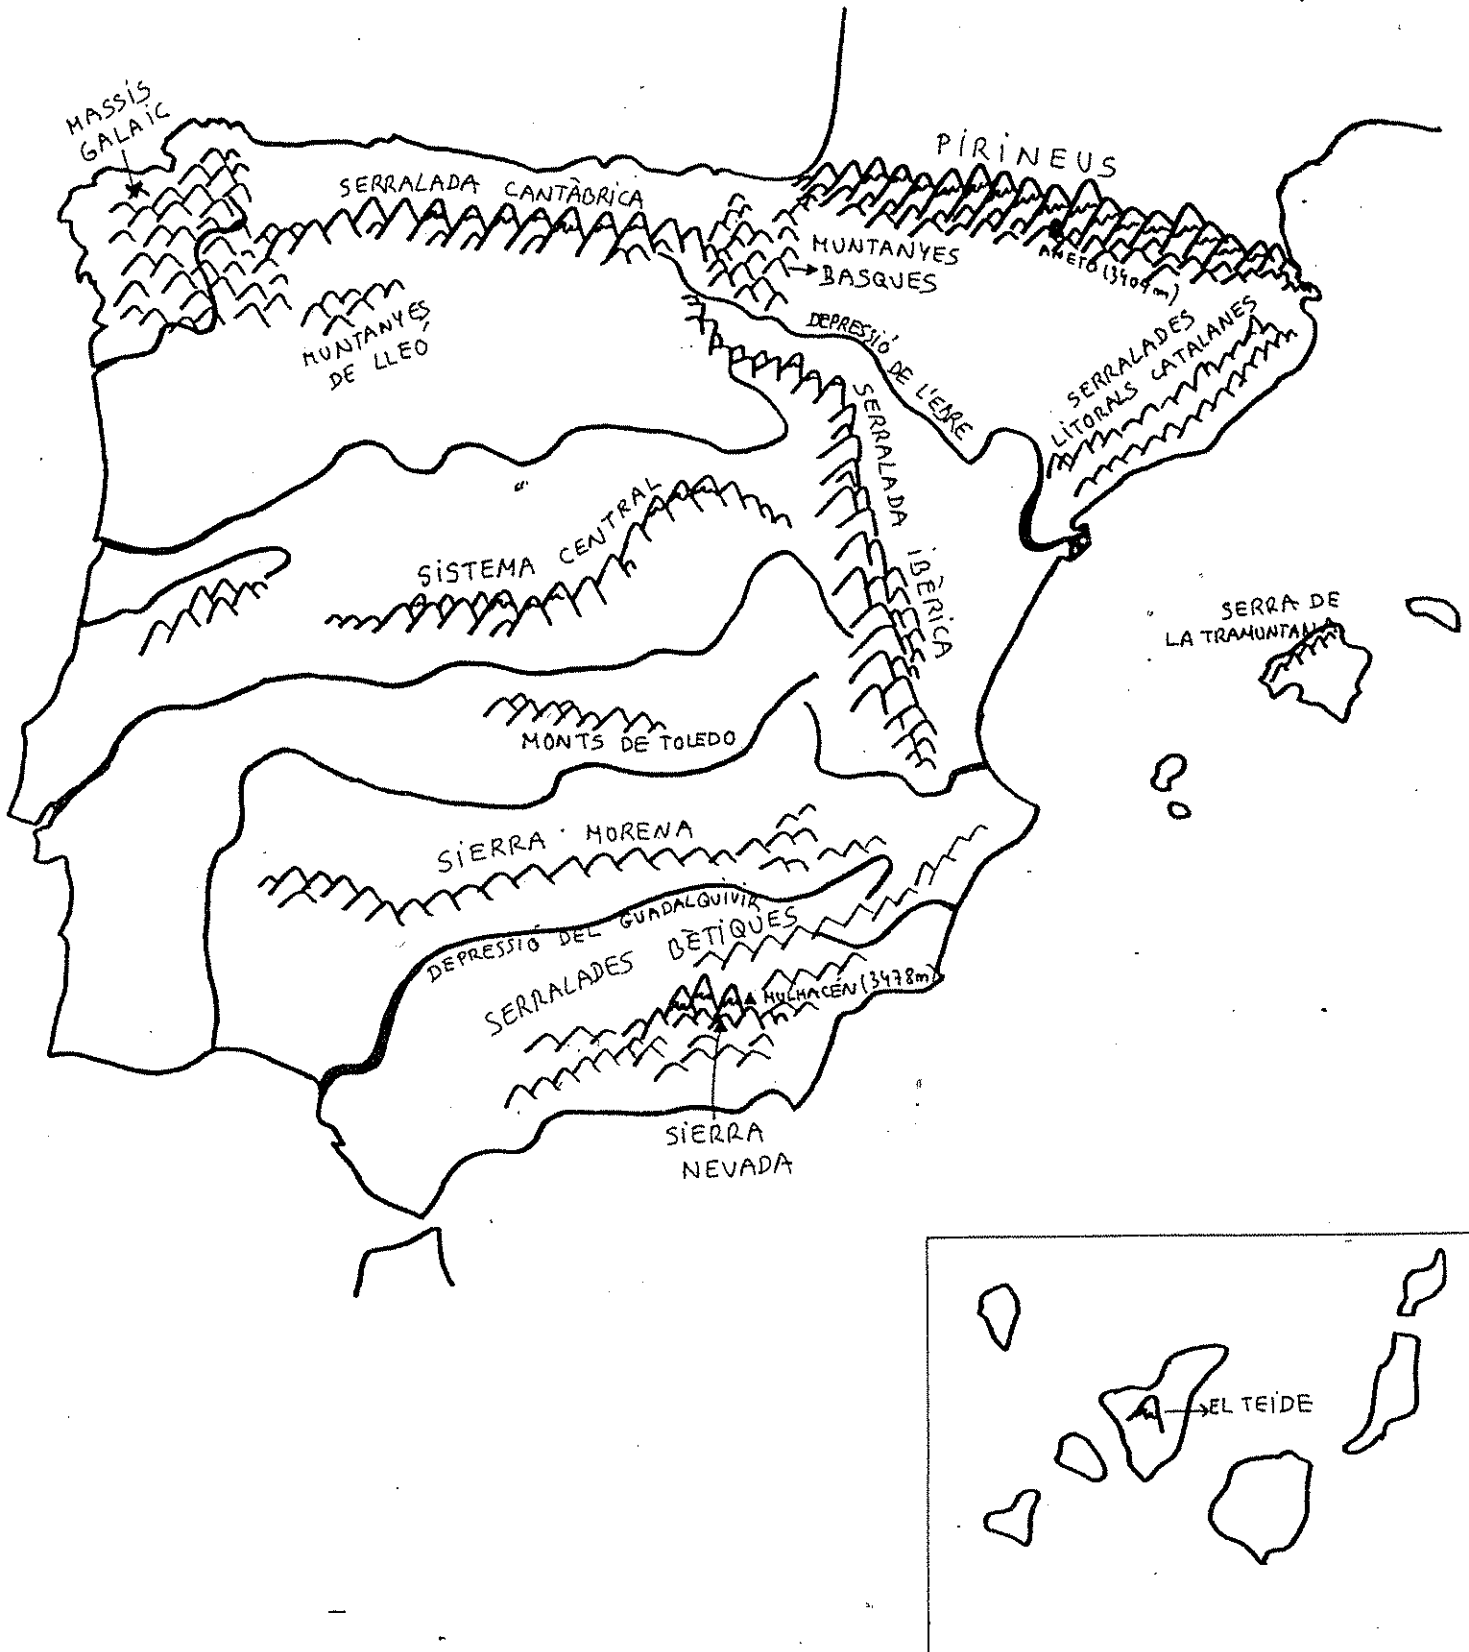 MASSÍS
GALAIC
PIRINEUS
SERRALADA CANTÀBRICA
MUNTANYES
BASQUES
ANETO (3404m)
MUNTANYES
DE LLEÓ
DEPRESSIÓ
DE L'EBRE
SERRALADES
LITORALS CATALANES
SERRALADA
IBÈRICA
SISTEMA CENTRAL
SERRA DE
LA TRAMUNTANA
MONTS DE TOLEDO
SIERRA MORENA
DEPRESSIÓ DEL GUADALQUIVIR
SERRALADES BÈTIQUES
MULHACÉN (3478m)
SIERRA
NEVADA
EL TEIDE